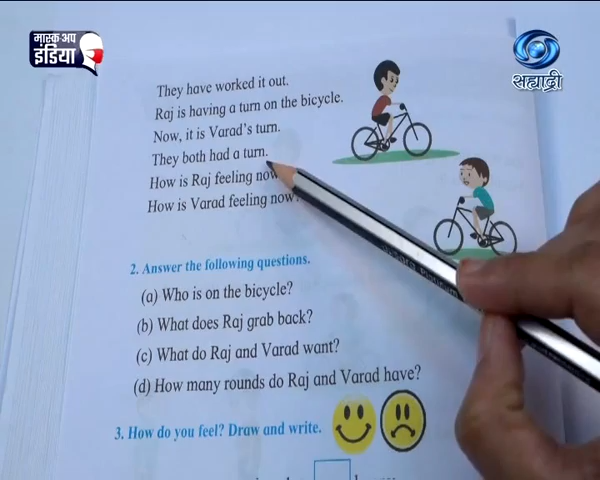 मास्क अप
इंडिया
सह्याद्री
They have worked it out.
Raj is having a turn on the bicycle.
Now, it is Varad's turn.
They both had a turn.
How is Raj feeling now
How is Varad feeling now?
2. Answer the following questions.
(a) Who is on the bicycle?
(b) What does Raj grab back?
(c) What do Raj and Varad want?
(d) How many rounds do Raj and Varad have?
3. How do you feel? Draw and write.